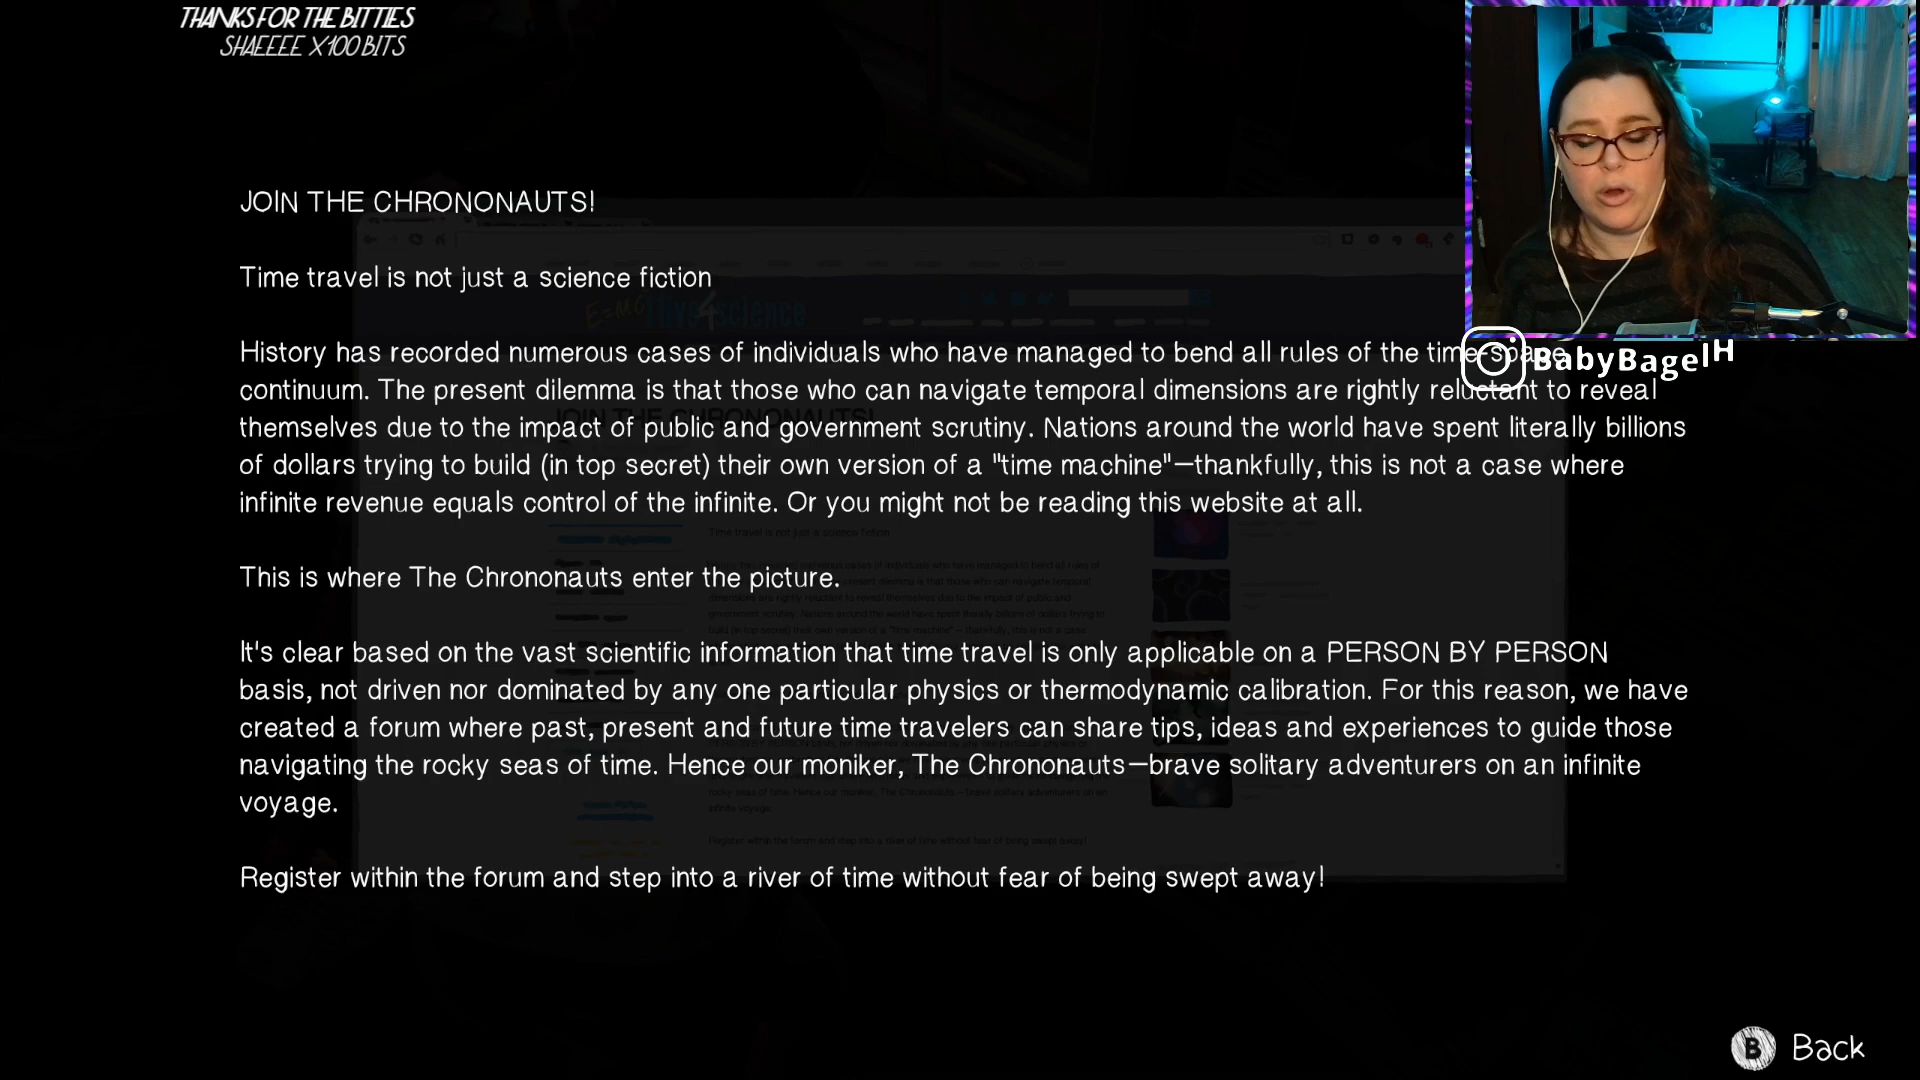 THANKS FOR THE BITTIES
SHAEEEE X100 BITS
JOIN THE CHRONONAUTS!
Time travel is not just a science fiction
History has recorded numerous cases of individuals who have managed to bend all rules of the time-space
continuum. The present dilemma is that those who can navigate temporal dimensions are rightly reluctant to reveal
themselves due to the impact of public and government scrutiny. Nations around the world have spent literally billions
of dollars trying to build (in top secret) their own version of a "time machine"—thankfully, this is not a case where
infinite revenue equals control of the infinite. Or you might not be reading this website at all.
This is where The Chrononauts enter the picture.
It's clear based on the vast scientific information that time travel is only applicable on a PERSON BY PERSON
basis, not driven nor dominated by any one particular physics or thermodynamic calibration. For this reason, we have
created a forum where past, present and future time travelers can share tips, ideas and experiences to guide those
navigating the rocky seas of time. Hence our moniker, The Chrononauts—brave solitary adventurers on an infinite
voyage.
Register within the forum and step into a river of time without fear of being swept away!
BabyBagelH
B Back